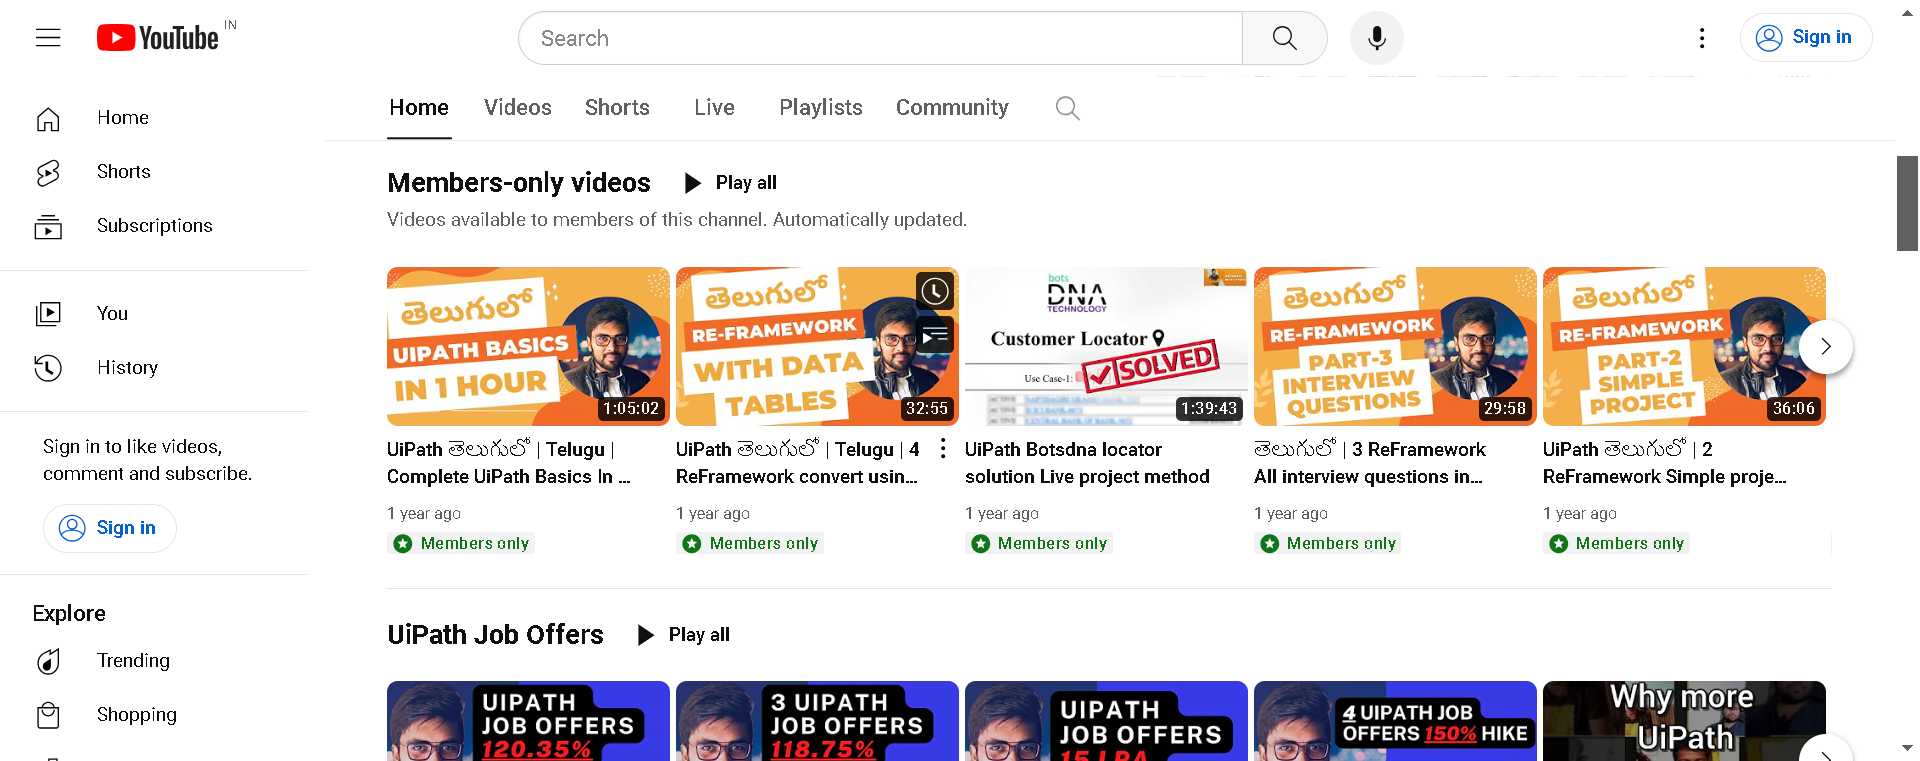 YouTube IN
Search
Sign in
Home
Shorts
Subscriptions
You
History
Sign in to like videos,
comment and subscribe.
Sign in
Explore
Trending
Shopping
Home Videos Shorts Live Playlists Community
Members-only videos Play all
Videos available to members of this channel. Automatically updated.
తెలుగులో
UIPATH BASICS
IN 1 HOUR
1:05:02
UiPath తెలుగులో | Telugu |
Complete UiPath Basics In ...
1 year ago
Members only
తెలుగులో
RE-FRAMEWORK
WITH DATA
TABLES
32:55
UiPath తెలుగులో | Telugu | 4
ReFramework convert usin...
1 year ago
Members only
bots
DNA
TECHNOLOGY
Customer Locator
Use Case-1:
SOLVED
1:39:43
UiPath Botsdna locator
solution Live project method
1 year ago
Members only
తెలుగులో
RE-FRAMEWORK
PART-3
INTERVIEW
QUESTIONS
29:58
తెలుగులో | 3 ReFramework
All interview questions in...
1 year ago
Members only
తెలుగులో
RE-FRAMEWORK
PART-2
SIMPLE
PROJECT
36:06
UiPath తెలుగులో | 2
ReFramework Simple proje...
1 year ago
Members only
UiPath Job Offers Play all
UIPATH
JOB OFFERS
120.35%
3 UIPATH
JOB OFFERS
118.75%
UIPATH
JOB OFFERS
15 LPA
4 UIPATH JOB
OFFERS 150% HIKE
Why more
UiPath